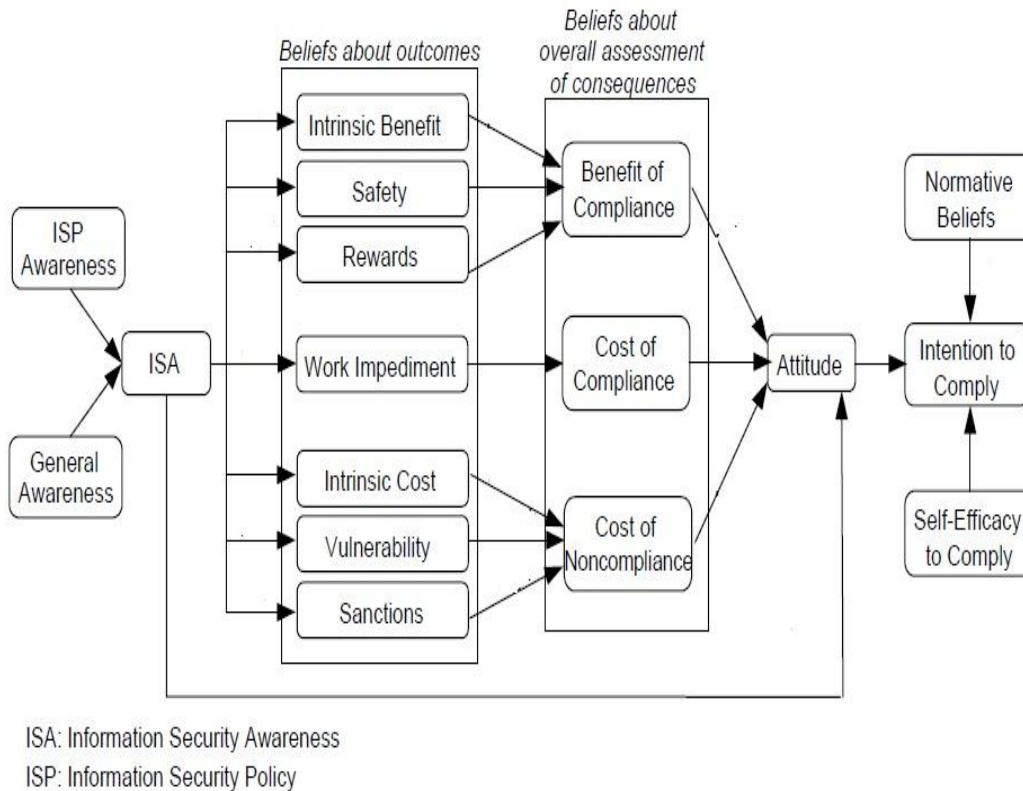 Beliefs about outcomes
Beliefs about
overall assessment
of consequences
ISP
Awareness
General
Awareness
ISA
Intrinsic Benefit
Safety
Rewards
Work Impediment
Intrinsic Cost
Vulnerability
Sanctions
Benefit of
Compliance
Cost of
Compliance
Cost of
Noncompliance
Attitude
Normative
Beliefs
Intention to
Comply
Self-Efficacy
to Comply
ISA: Information Security Awareness
ISP: Information Security Policy